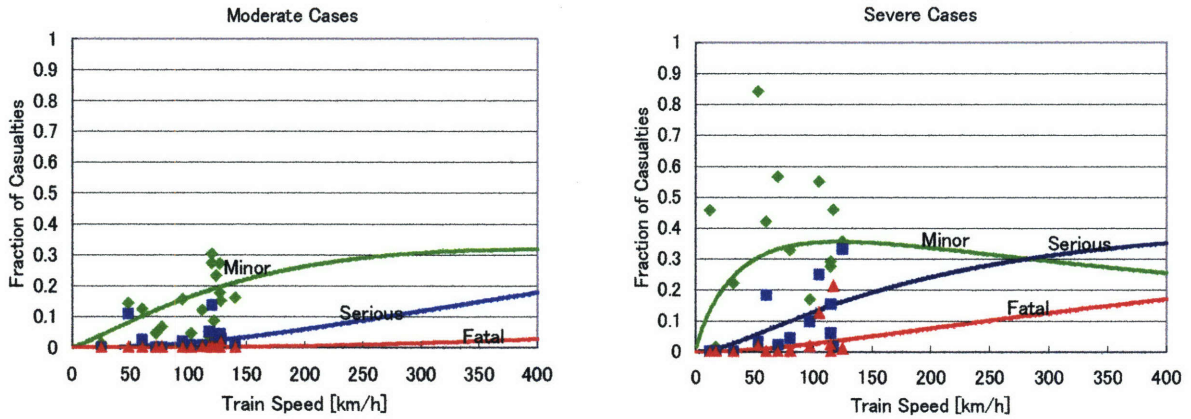 Moderate Cases
Fraction of Casualties
1
0.9
0.8
0.7
0.6
0.5
0.4
0.3
0.2
0.1
0
Minor
Serious
Fatal
0 50 100 150 200 250 300 350 400
Train Speed [km/h]
Severe Cases
Fraction of Casualties
1
0.9
0.8
0.7
0.6
0.5
0.4
0.3
0.2
0.1
0
Minor
Serious
Fatal
0 50 100 150 200 250 300 350 400
Train Speed [km/h]